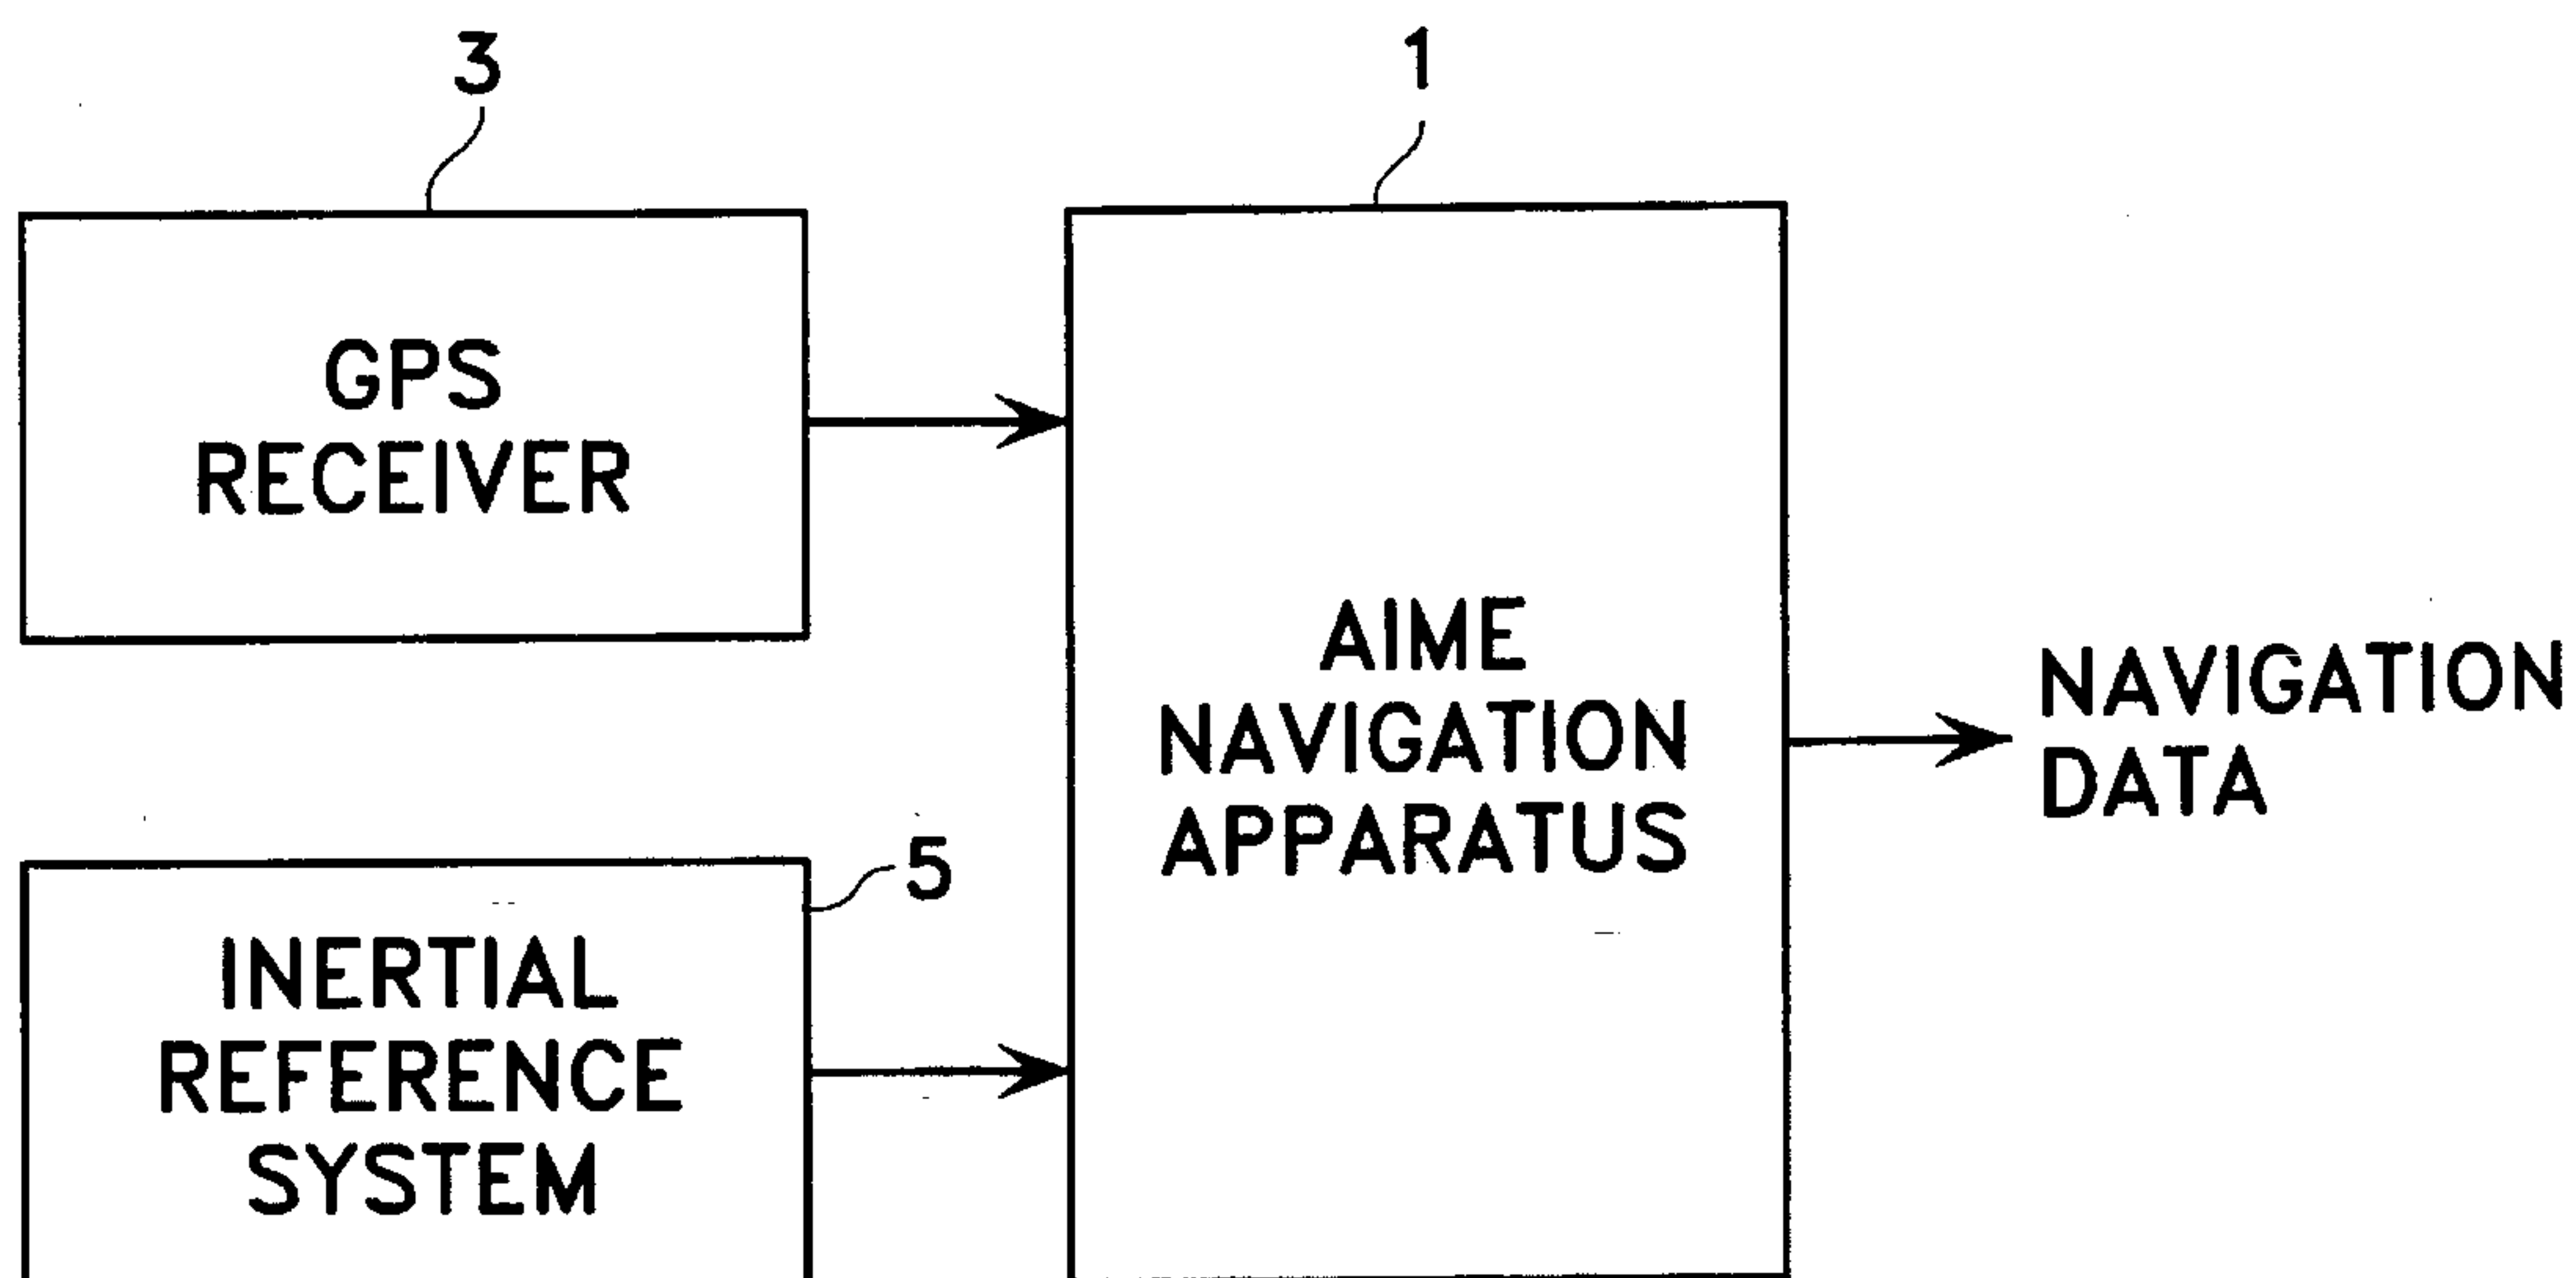 3
1
GPS
RECEIVER
AIME
NAVIGATION
APPARATUS
NAVIGATION
DATA
5
INERTIAL
REFERENCE
SYSTEM